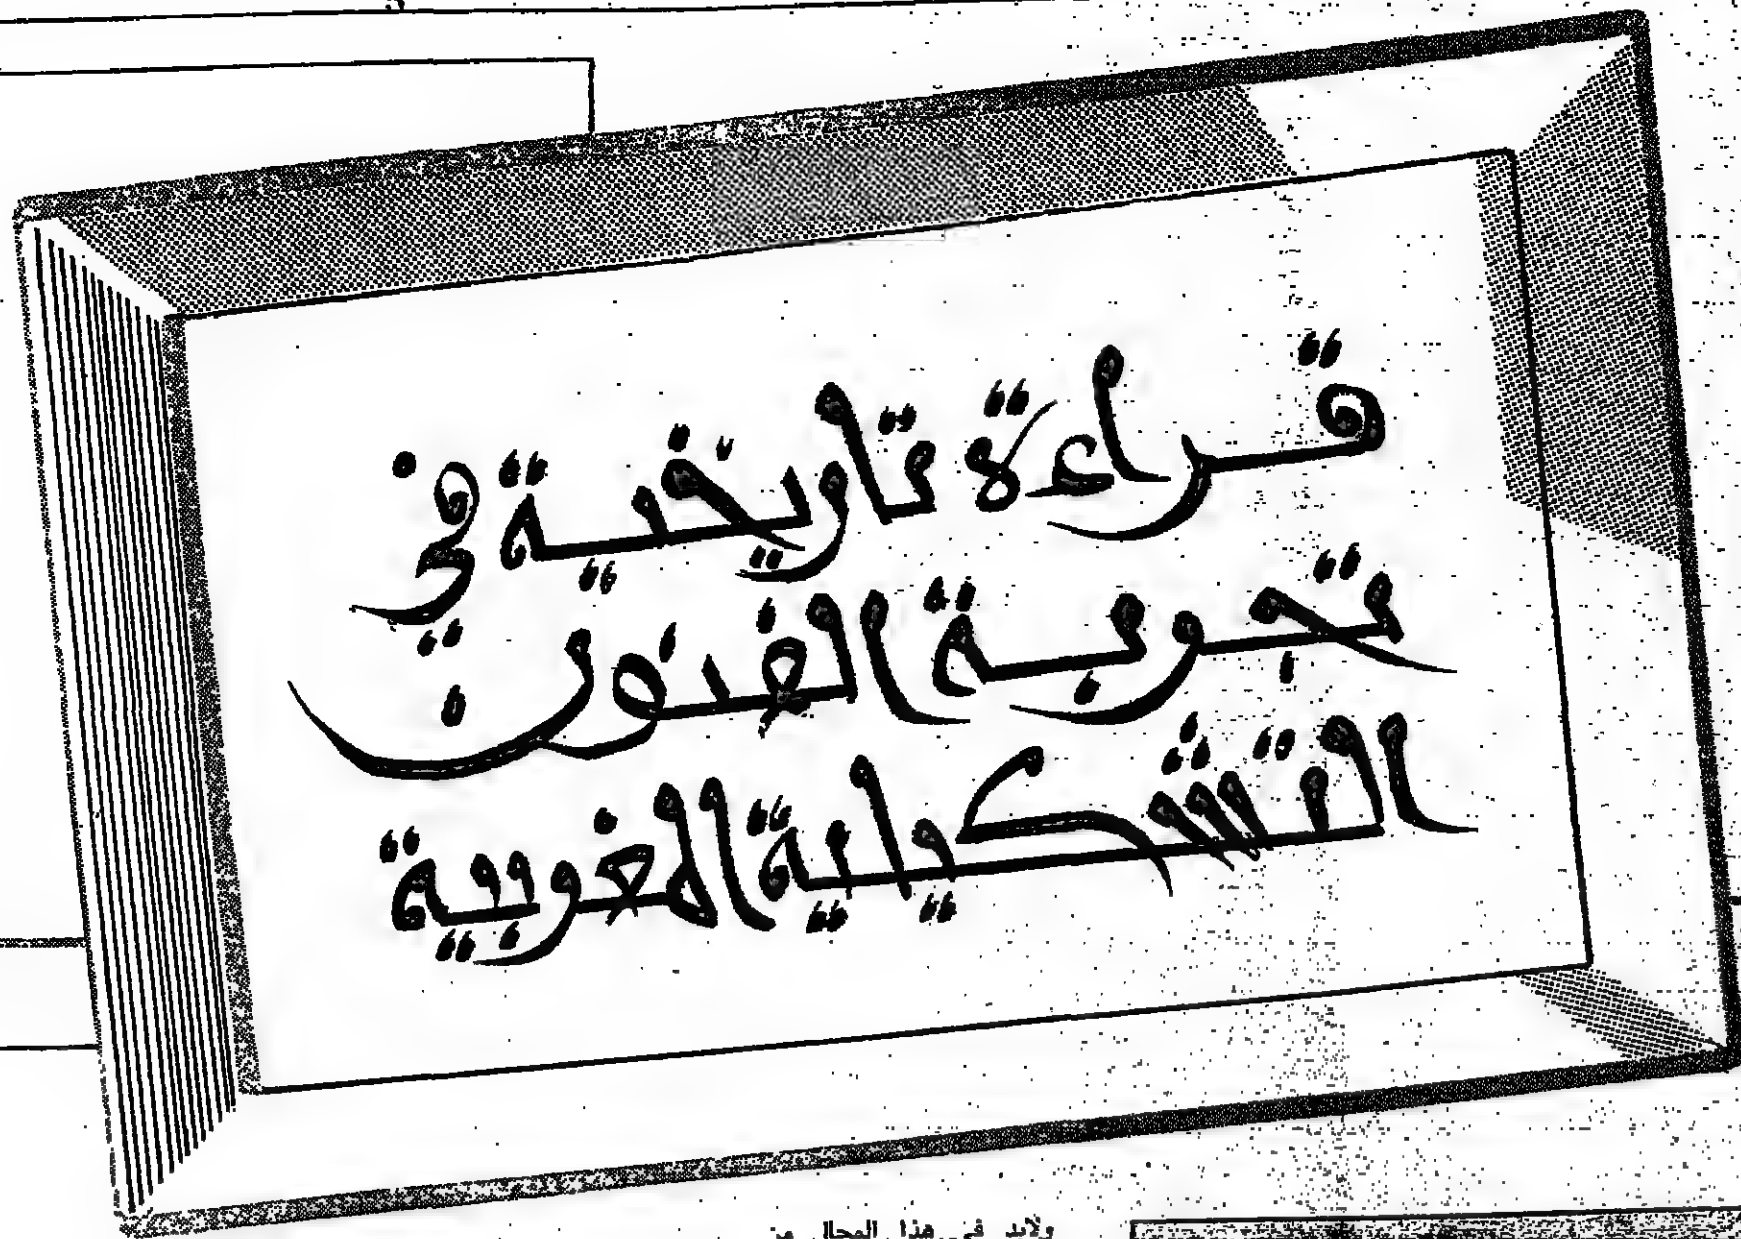 قراءة تاريخية في
تجربة الفنون
التشكيلية المغربية
ولابد في هذا المجال من